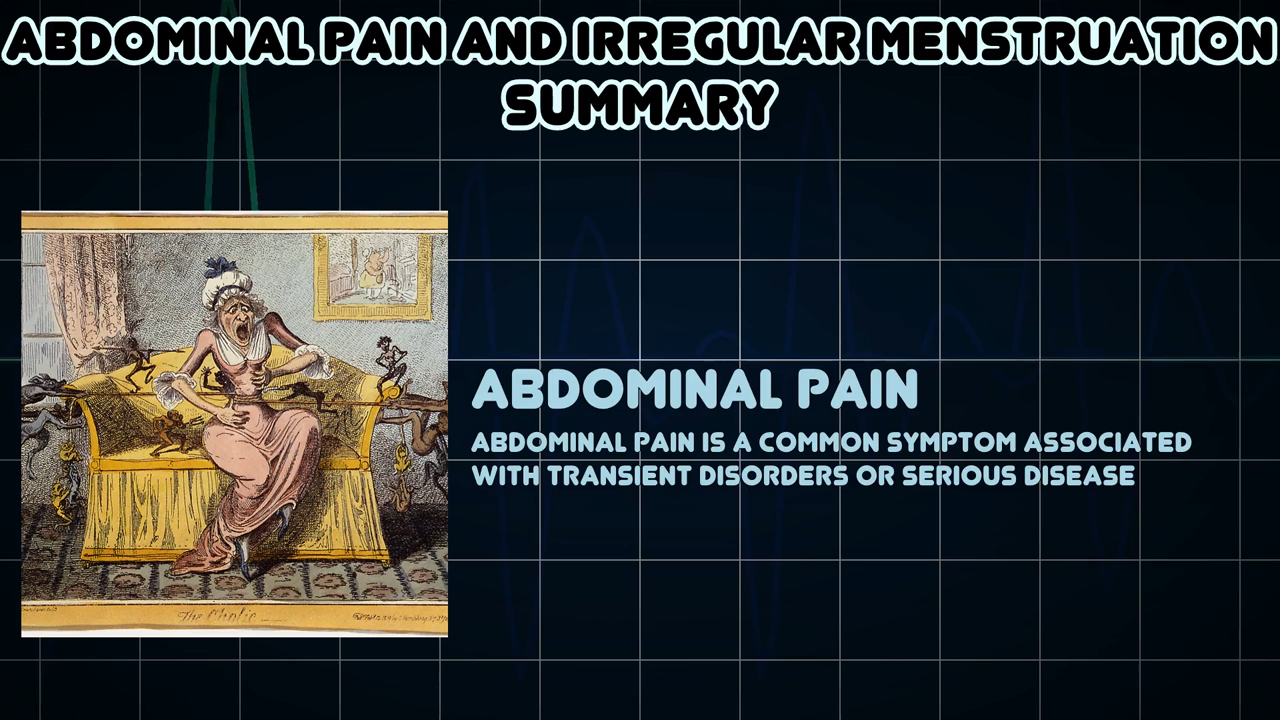 ABDOMINAL PAIN AND IRREGULAR MENSTRUATION
SUMMARY
ABDOMINAL PAIN
ABDOMINAL PAIN IS A COMMON SYMPTOM ASSOCIATED
WITH TRANSIENT DISORDERS OR SERIOUS DISEASE
The Cholic